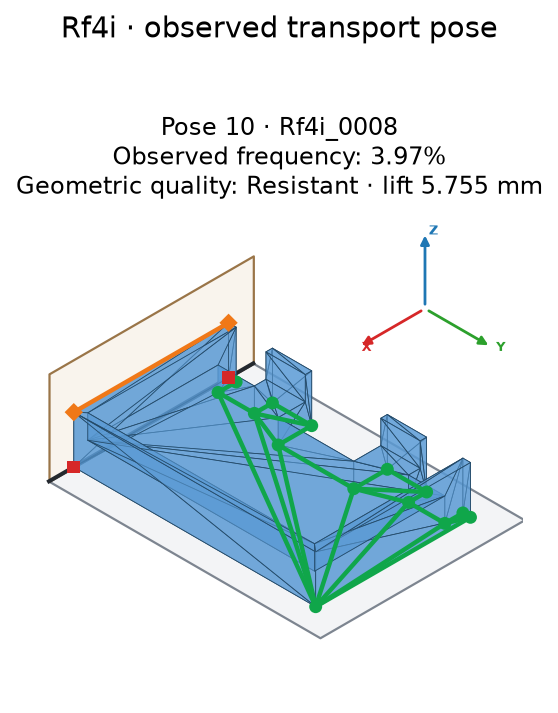 Rf4i · observed transport pose
Pose 10 · Rf4i_0008
Observed frequency: 3.97%
Geometric quality: Resistant · lift 5.755 mm
Z
X
Y